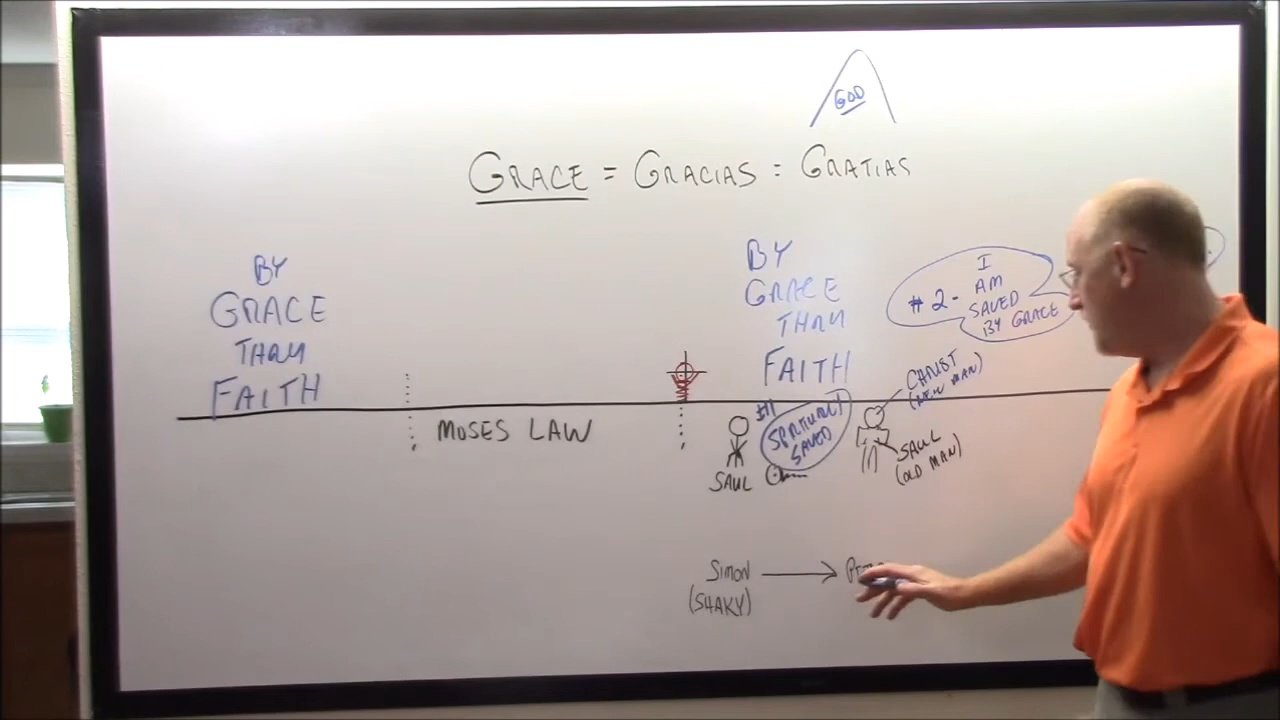 GOD
GRACE = GRACIAS = GRATIAS
BY
GRACE
THRU
FAITH
BY
GRACE
THRU
FAITH
#2 - I
AM
SAVED
BY GRACE
MOSES LAW
#1
SPRITUALLY
SAVED
SAUL
CHRIST
(NEW MAN)
SAUL
(OLD MAN)
SIMON
(SHAKY)